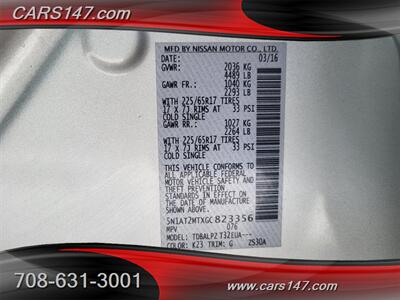 CARS147.com
MFD BY NISSAN MOTOR CO., LTD.
DATE: 03/16
GVWR: 2036 KG
4489 LB
GAWR FR.: 1040 KG
2293 LB
WITH 225/65R17 TIRES
17 X 7J RIMS AT 33 PSI
COLD SINGLE
GAWR RR.: 1027 KG
2264 LB
WITH 225/65R17 TIRES
17 X 7J RIMS AT 33 PSI
COLD SINGLE
THIS VEHICLE CONFORMS TO
ALL APPLICABLE FEDERAL
MOTOR VEHICLE SAFETY AND
THEFT PREVENTION STANDARDS
IN EFFECT ON THE DATE OF
MANUFACTURE SHOWN ABOVE.
5N1AT2MTXGC823356
MPV 076
MODEL: TDBALPZ T32EUA---
COLOR: K23 TRIM: G ZS30A
708-631-3001
Cars147.com